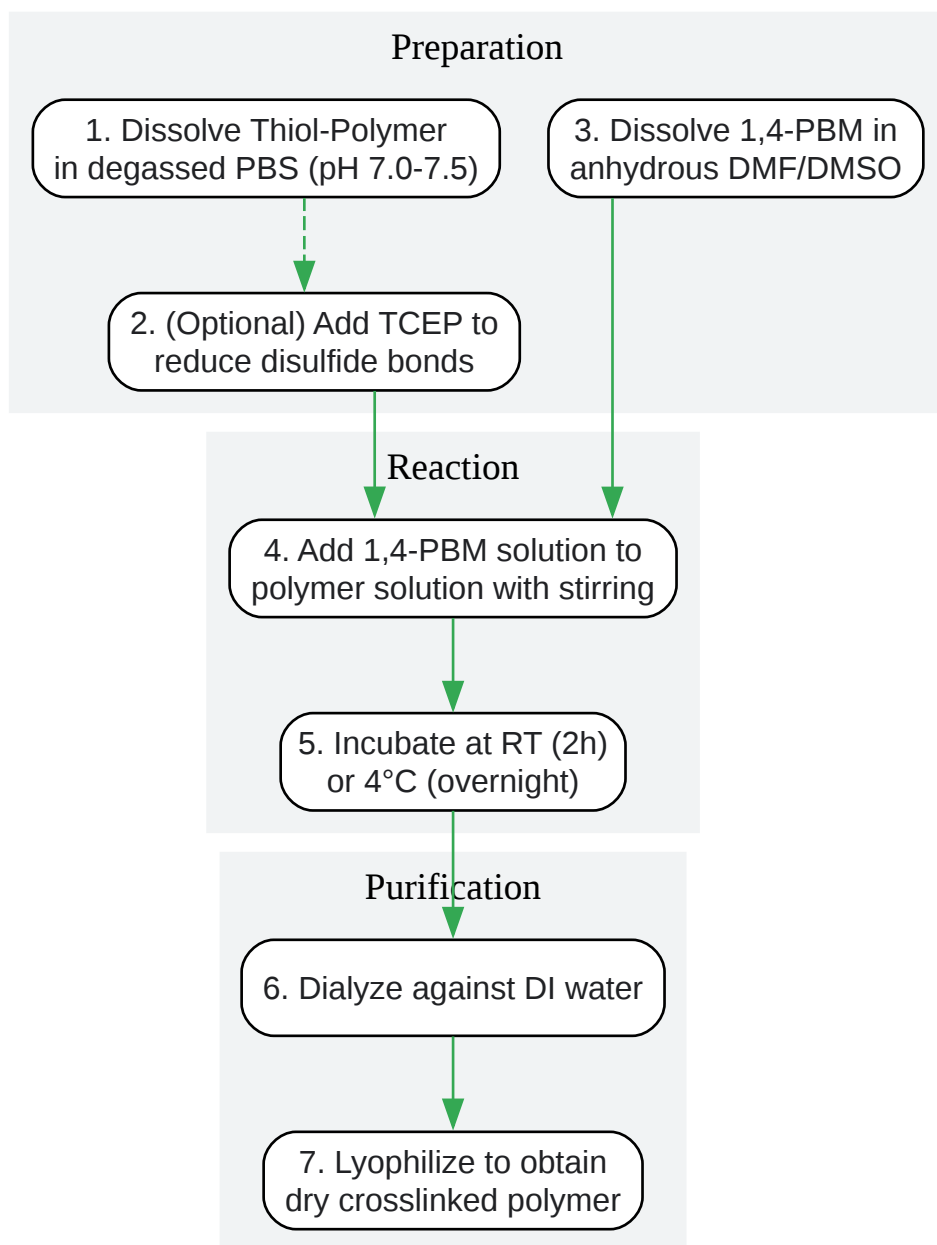 Preparation
1. Dissolve Thiol-Polymer
in degassed PBS (pH 7.0-7.5)
3. Dissolve 1,4-PBM in
anhydrous DMF/DMSO
2. (Optional) Add TCEP to
reduce disulfide bonds
Reaction
4. Add 1,4-PBM solution to
polymer solution with stirring
5. Incubate at RT (2h)
or 4°C (overnight)
Purification
6. Dialyze against DI water
7. Lyophilize to obtain
dry crosslinked polymer